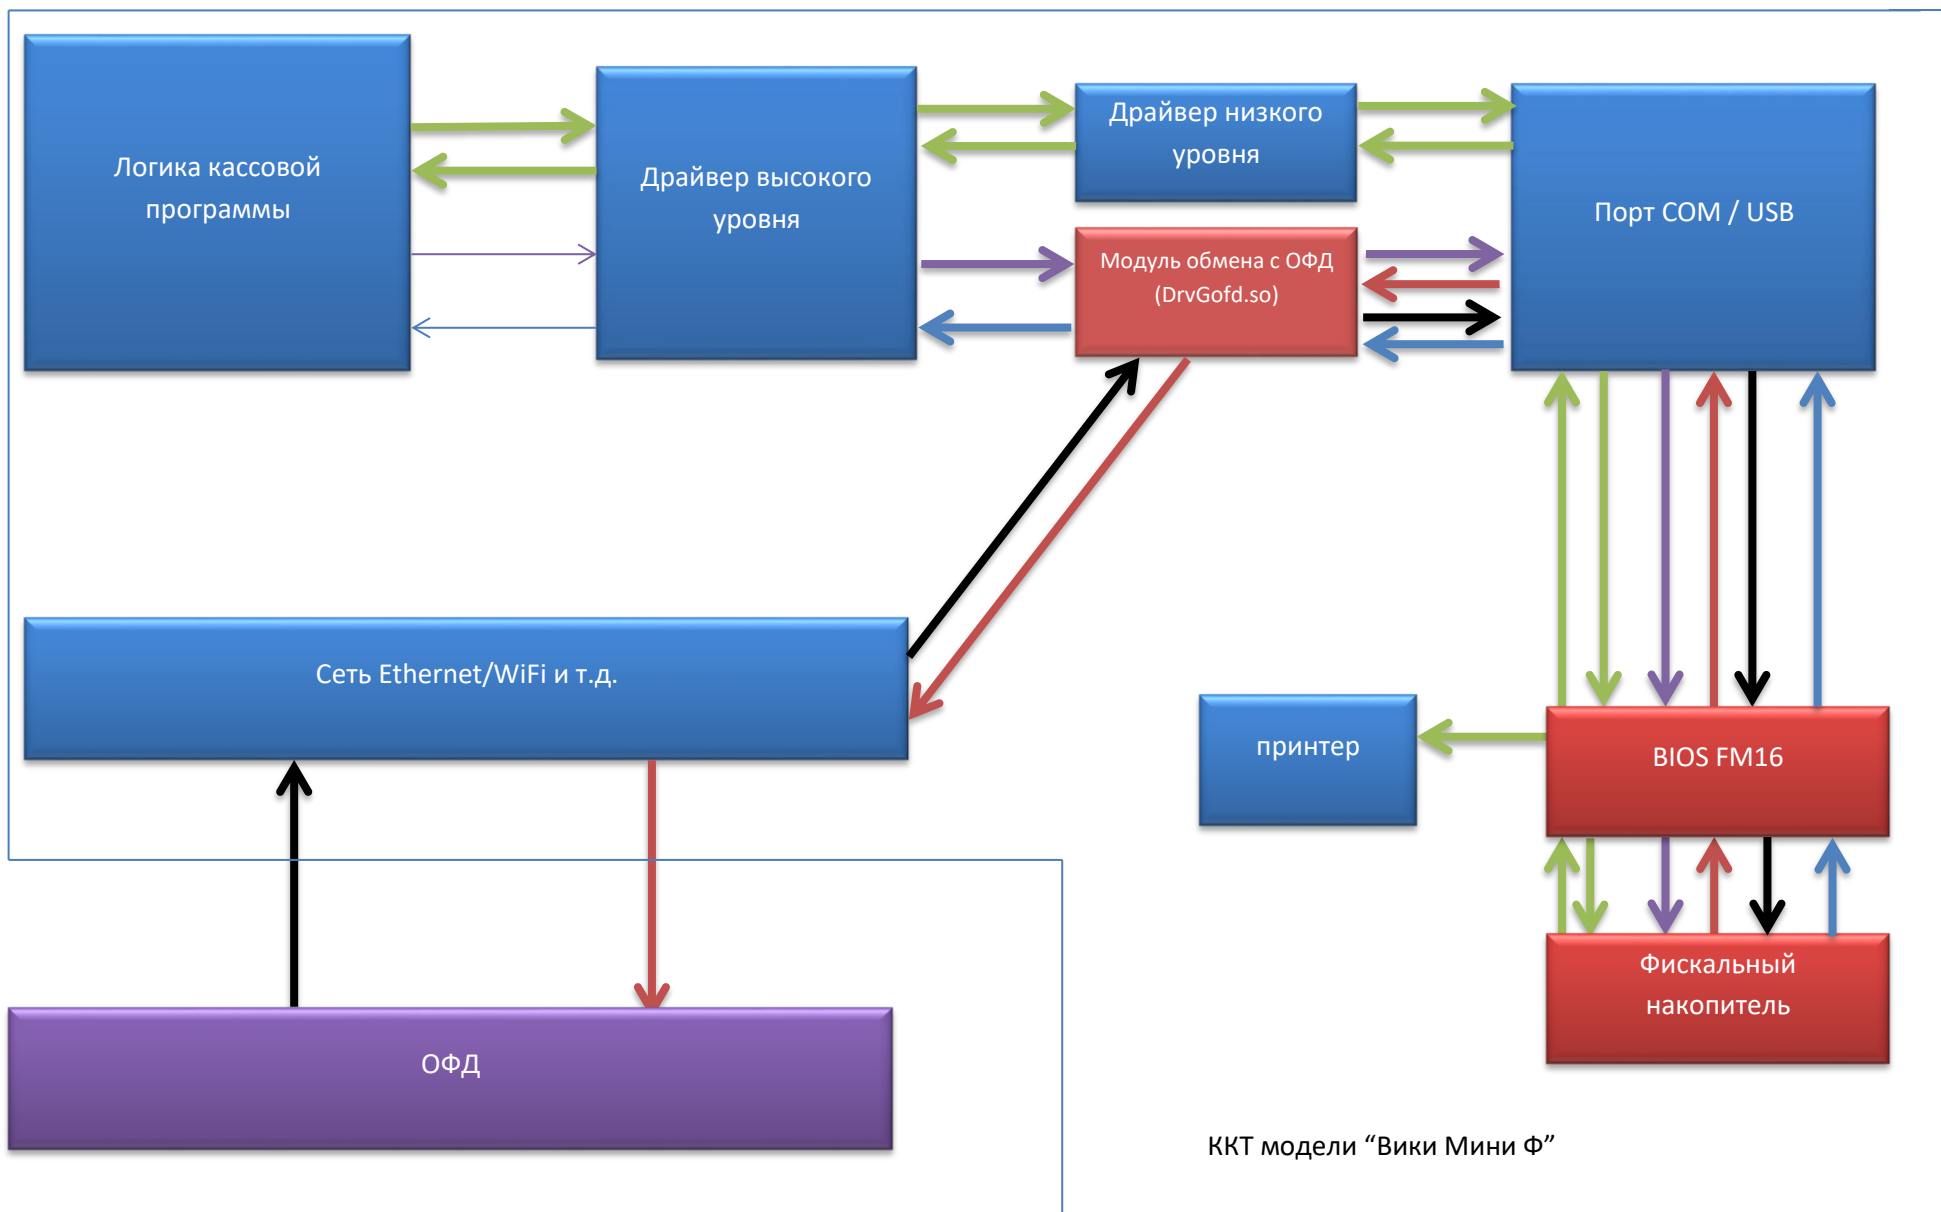 Логика кассовой
программы
Драйвер высокого
уровня
Драйвер низкого
уровня
Модуль обмена с ОФД
(DrvGofd.so)
Порт COM / USB
Сеть Ethernet/WiFi и т.д.
принтер
BIOS FM16
Фискальный
накопитель
ОФД
ККТ модели “Вики Мини Ф”